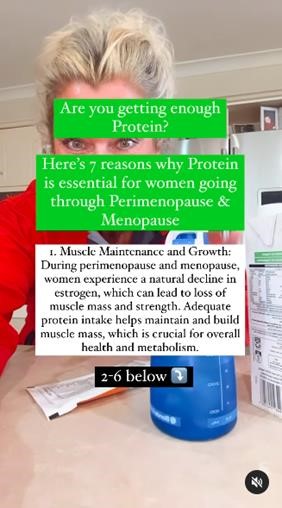 Are you getting enough
Protein?
Here's 7 reasons why Protein
is essential for women going
through Perimenopause &
Menopause
1. Muscle Maintenance and Growth:
During perimenopause and menopause,
women experience a natural decline in
estrogen, which can lead to loss of
muscle mass and strength. Adequate
protein intake helps maintain and build
muscle mass, which is crucial for overall
health and metabolism.
2-6 below ⤵️